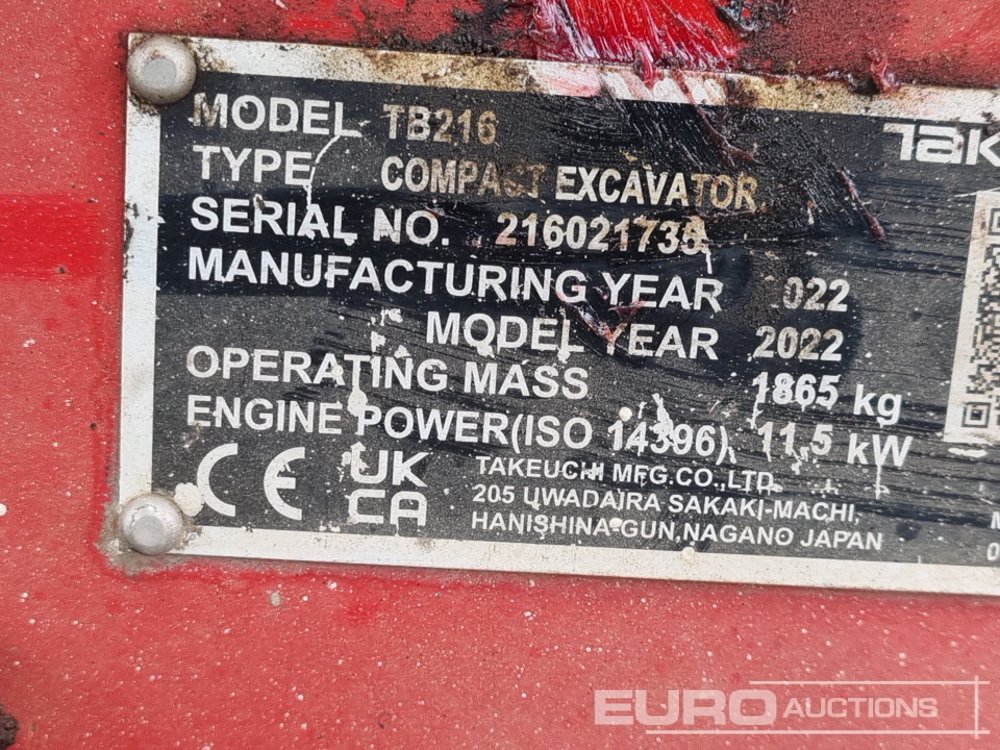 MODEL TB216
TYPE COMPACT EXCAVATOR
SERIAL NO. 216021735
MANUFACTURING YEAR 022
MODEL YEAR 2022
OPERATING MASS 1865 kg
ENGINE POWER(ISO 14396) 11.5 kW
CE UK CA
TAKEUCHI MFG.CO.,LTD.
205 UWADAIRA SAKAKI-MACHI,
HANISHINA-GUN,NAGANO JAPAN
EURO AUCTIONS